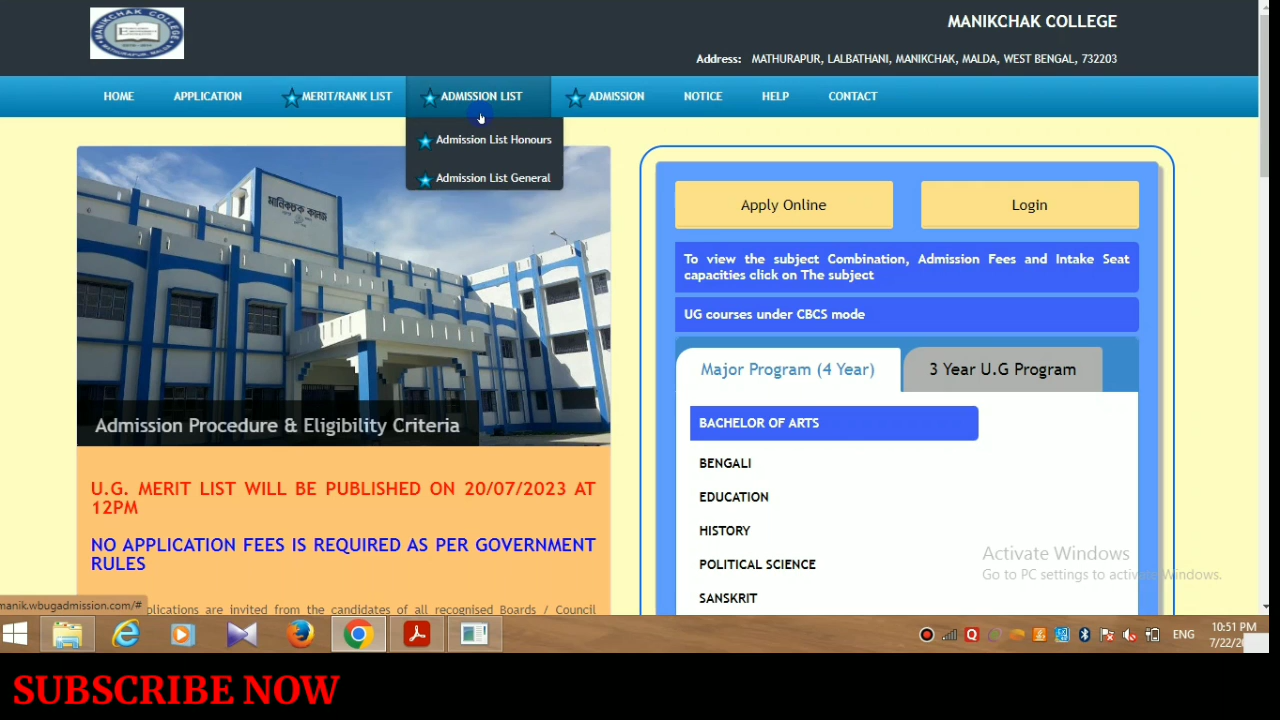 MANIKCHAK COLLEGE
Address: MATHURAPUR, LALBATHANI, MANIKCHAK, MALDA, WEST BENGAL, 732203
HOME
APPLICATION
MERIT/RANK LIST
ADMISSION LIST
ADMISSION
NOTICE
HELP
CONTACT
Admission List Honours
Admission List General
মানিকচক কলেজ
Admission Procedure & Eligibility Criteria
U.G. MERIT LIST WILL BE PUBLISHED ON 20/07/2023 AT
12PM
NO APPLICATION FEES IS REQUIRED AS PER GOVERNMENT
RULES
are invited from the candidates of all recognised Boards / Council
Apply Online
Login
To view the subject Combination, Admission Fees and Intake Seat
capacities click on The subject
UG courses under CBCS mode
Major Program (4 Year)
3 Year U.G Program
BACHELOR OF ARTS
BENGALI
EDUCATION
HISTORY
POLITICAL SCIENCE
SANSKRIT
Activate Windows
Go to PC settings to activate Windows.
manik.wbugadmission.com/#
ENG
10:51 PM
SUBSCRIBE NOW